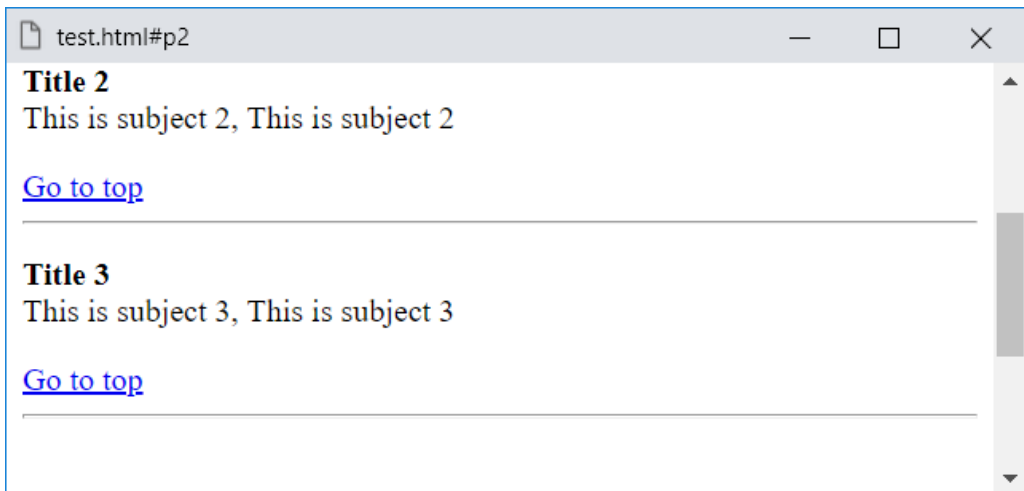 test.html#p2
Title 2
This is subject 2, This is subject 2
Go to top
Title 3
This is subject 3, This is subject 3
Go to top